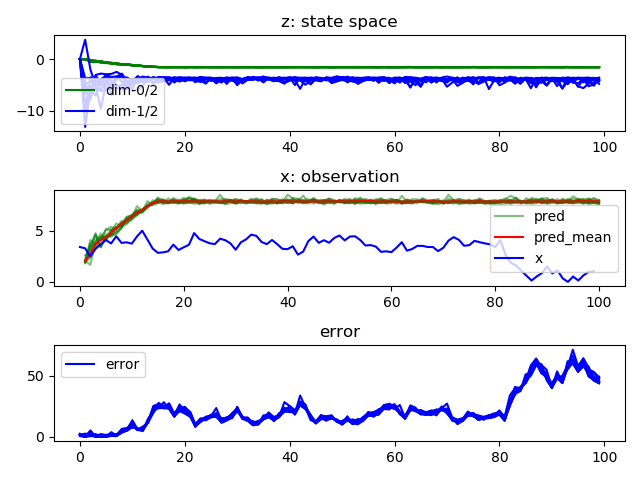 z: state space
0
−10
dim-0/2
dim-1/2
0 20 40 60 80 100
x: observation
5
0
pred
pred_mean
x
0 20 40 60 80 100
error
50
0
error
0 20 40 60 80 100